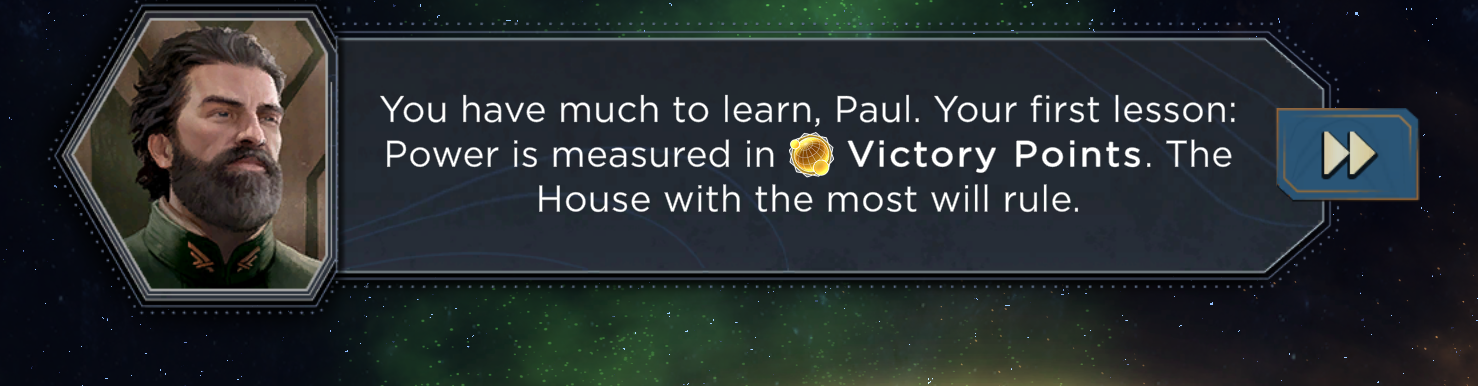 You have much to learn, Paul. Your first lesson:
Power is measured in Victory Points. The
House with the most will rule.